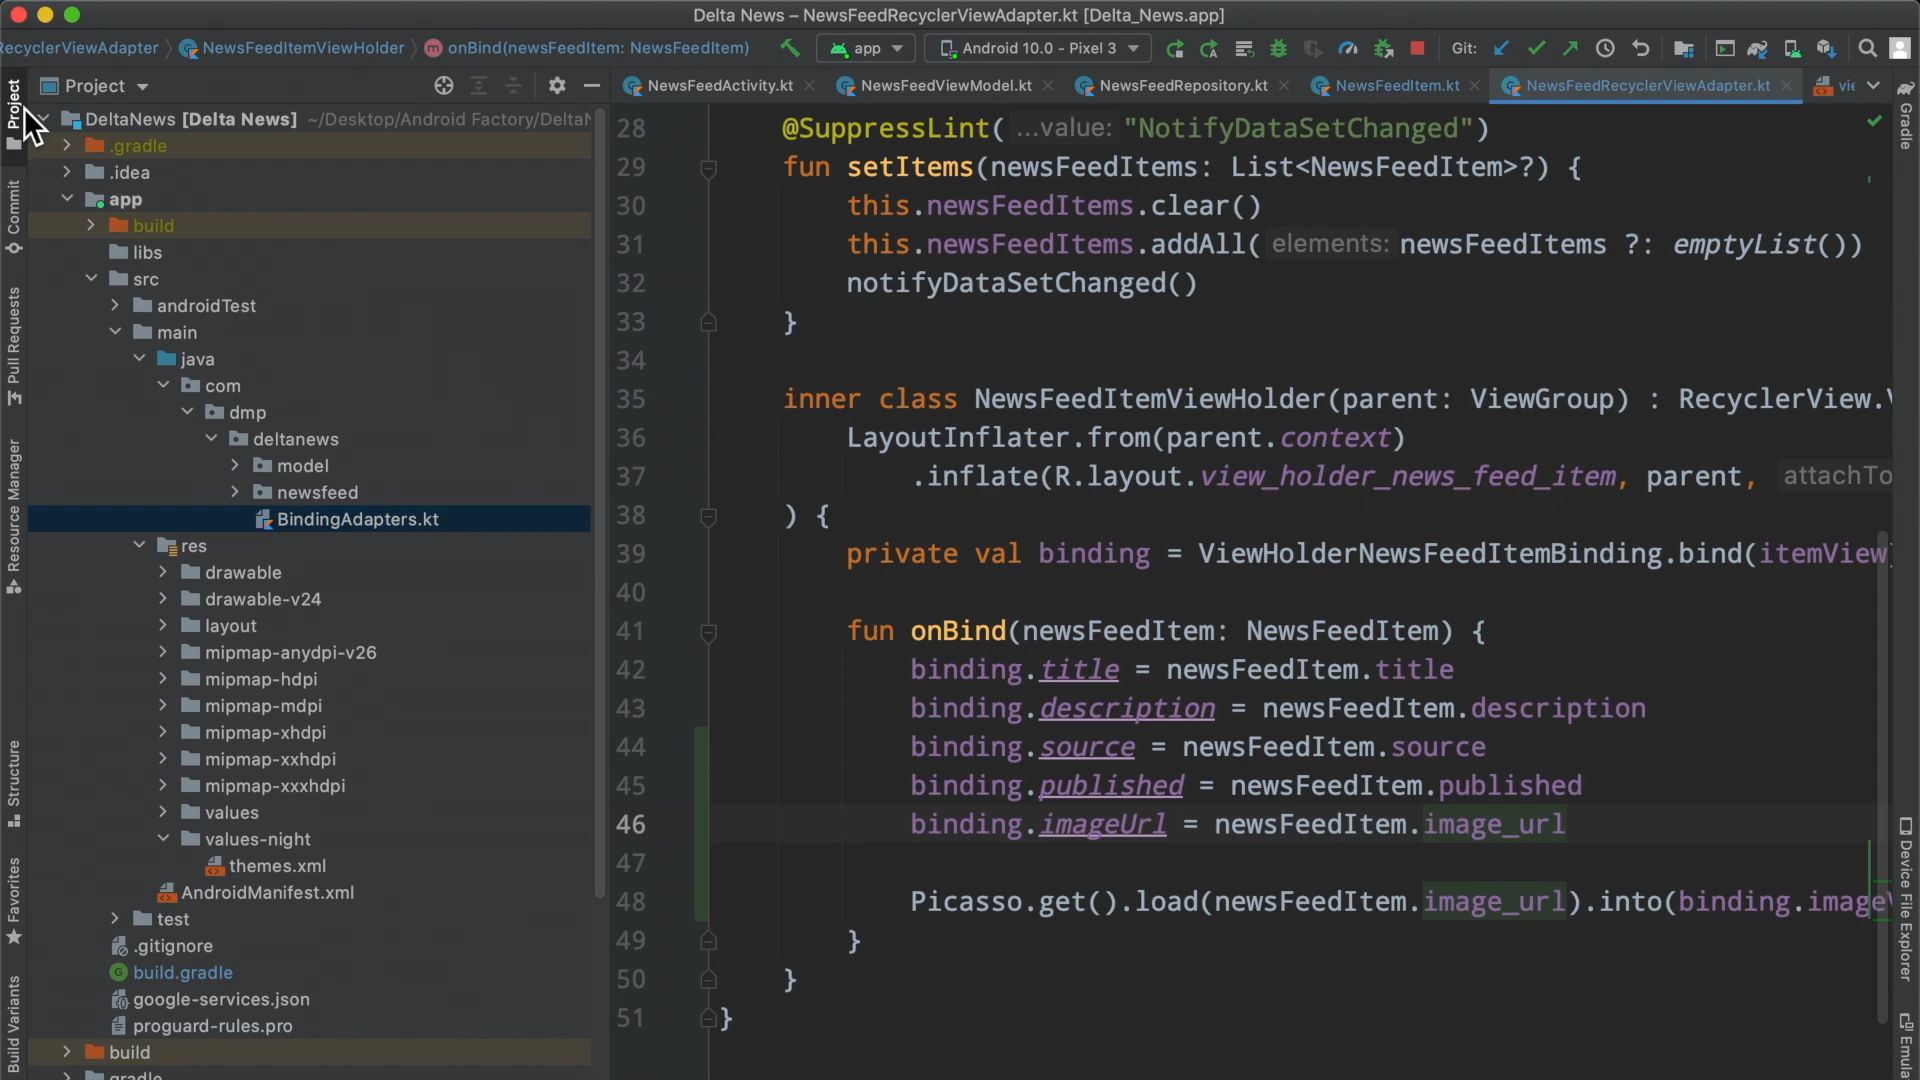 Delta News – NewsFeedRecyclerViewAdapter.kt [Delta_News.app]
RecyclerViewAdapter
NewsFeedItemViewHolder
onBind(newsFeedItem: NewsFeedItem)
app
Android 10.0 - Pixel 3
Git:
Project
NewsFeedActivity.kt
NewsFeedViewModel.kt
NewsFeedRepository.kt
NewsFeedItem.kt
NewsFeedRecyclerViewAdapter.kt
vie
Project
Commit
Pull Requests
Resource Manager
Structure
Favorites
Build Variants
DeltaNews [Delta News] ~/Desktop/Android Factory/Delta
.gradle
.idea
app
build
libs
src
androidTest
main
java
com
dmp
deltanews
model
newsfeed
BindingAdapters.kt
res
drawable
drawable-v24
layout
mipmap-anydpi-v26
mipmap-hdpi
mipmap-mdpi
mipmap-xhdpi
mipmap-xxhdpi
mipmap-xxxhdpi
values
values-night
themes.xml
AndroidManifest.xml
test
.gitignore
build.gradle
google-services.json
proguard-rules.pro
build
gradle
28 @SuppressLint( ...value: "NotifyDataSetChanged")
29 fun setItems(newsFeedItems: List<NewsFeedItem>?) {
30 this.newsFeedItems.clear()
31 this.newsFeedItems.addAll( elements: newsFeedItems ?: emptyList())
32 notifyDataSetChanged()
33 }
34
35 inner class NewsFeedItemViewHolder(parent: ViewGroup) : RecyclerView.V
36 LayoutInflater.from(parent.context)
37 .inflate(R.layout.view_holder_news_feed_item, parent, attachTo
38 ) {
39 private val binding = ViewHolderNewsFeedItemBinding.bind(itemView)
40
41 fun onBind(newsFeedItem: NewsFeedItem) {
42 binding.title = newsFeedItem.title
43 binding.description = newsFeedItem.description
44 binding.source = newsFeedItem.source
45 binding.published = newsFeedItem.published
46 binding.imageUrl = newsFeedItem.image_url
47
48 Picasso.get().load(newsFeedItem.image_url).into(binding.image
49 }
50 }
51 }
Gradle
Device File Explorer
Emula